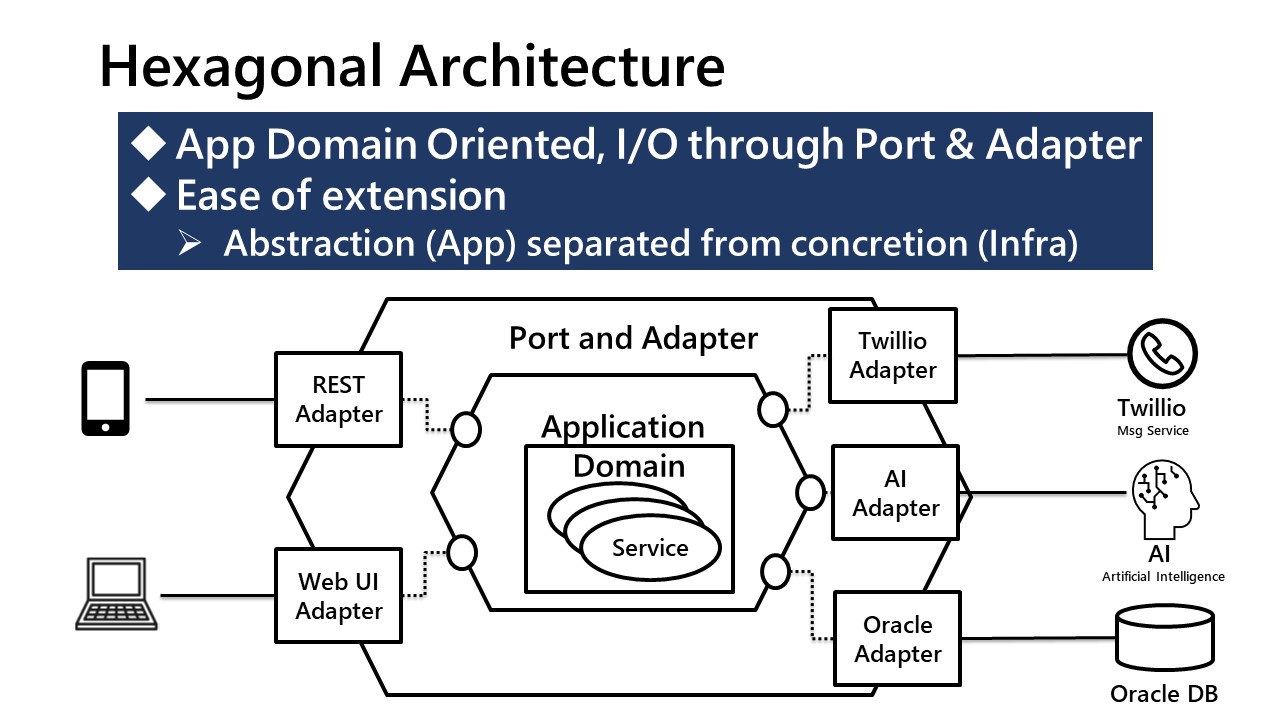 Hexagonal Architecture
◆ App Domain Oriented, I/O through Port & Adapter
◆ Ease of extension
➢ Abstraction (App) separated from concretion (Infra)
Port and Adapter
REST
Adapter
Web UI
Adapter
Application
Domain
Service
Twillio
Adapter
AI
Adapter
Oracle
Adapter
Twillio
Msg Service
AI
Artificial Intelligence
Oracle DB